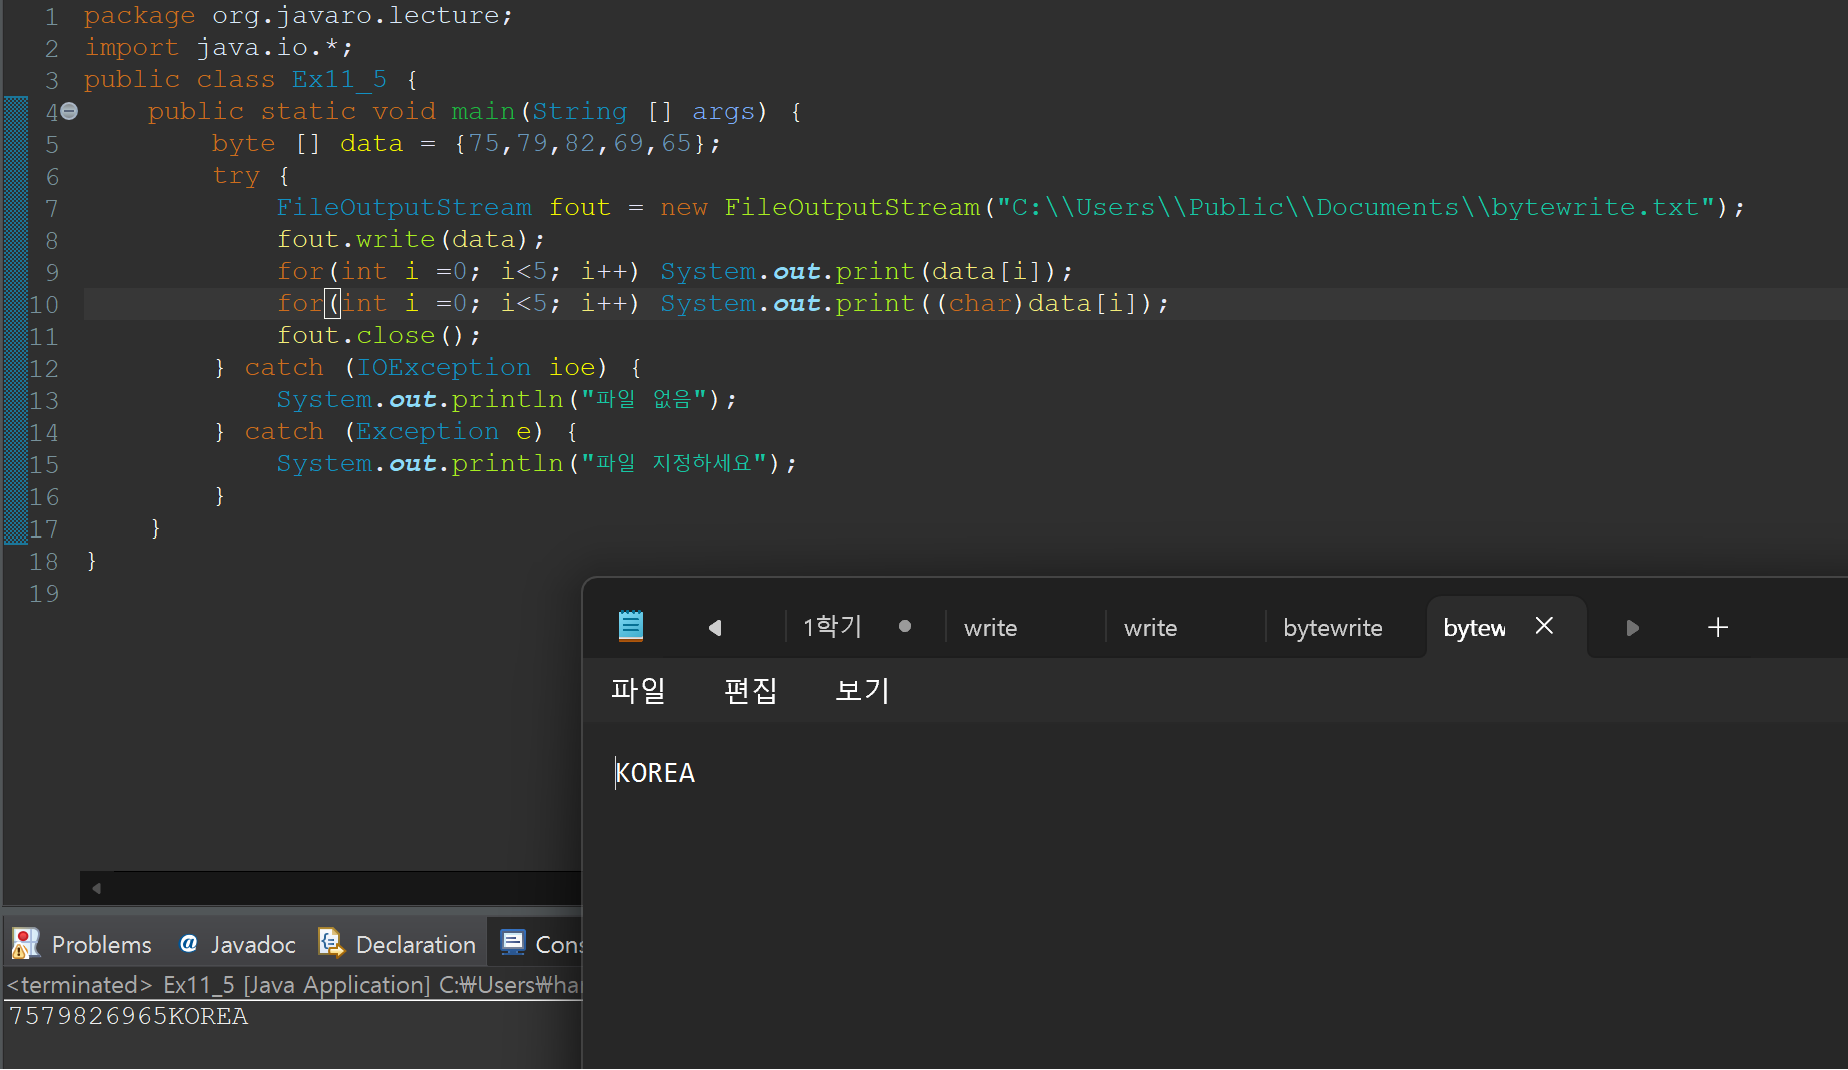 1 package org.javaro.lecture;
2 import java.io.*;
3 public class Ex11_5 {
4 public static void main(String [] args) {
5 byte [] data = {75,79,82,69,65};
6 try {
7 FileOutputStream fout = new FileOutputStream("C:\\Users\\Public\\Documents\\bytewrite.txt");
8 fout.write(data);
9 for(int i =0; i<5; i++) System.out.print(data[i]);
10 for(int i =0; i<5; i++) System.out.print((char)data[i]);
11 fout.close();
12 } catch (IOException ioe) {
13 System.out.println("파일 없음");
14 } catch (Exception e) {
15 System.out.println("파일 지정하세요");
16 }
17 }
18 }
19
1학기 write write bytewrite bytew
파일 편집 보기
KOREA
Problems Javadoc Declaration Cons
<terminated> Ex11_5 [Java Application] C:₩Users₩har
7579826965KOREA